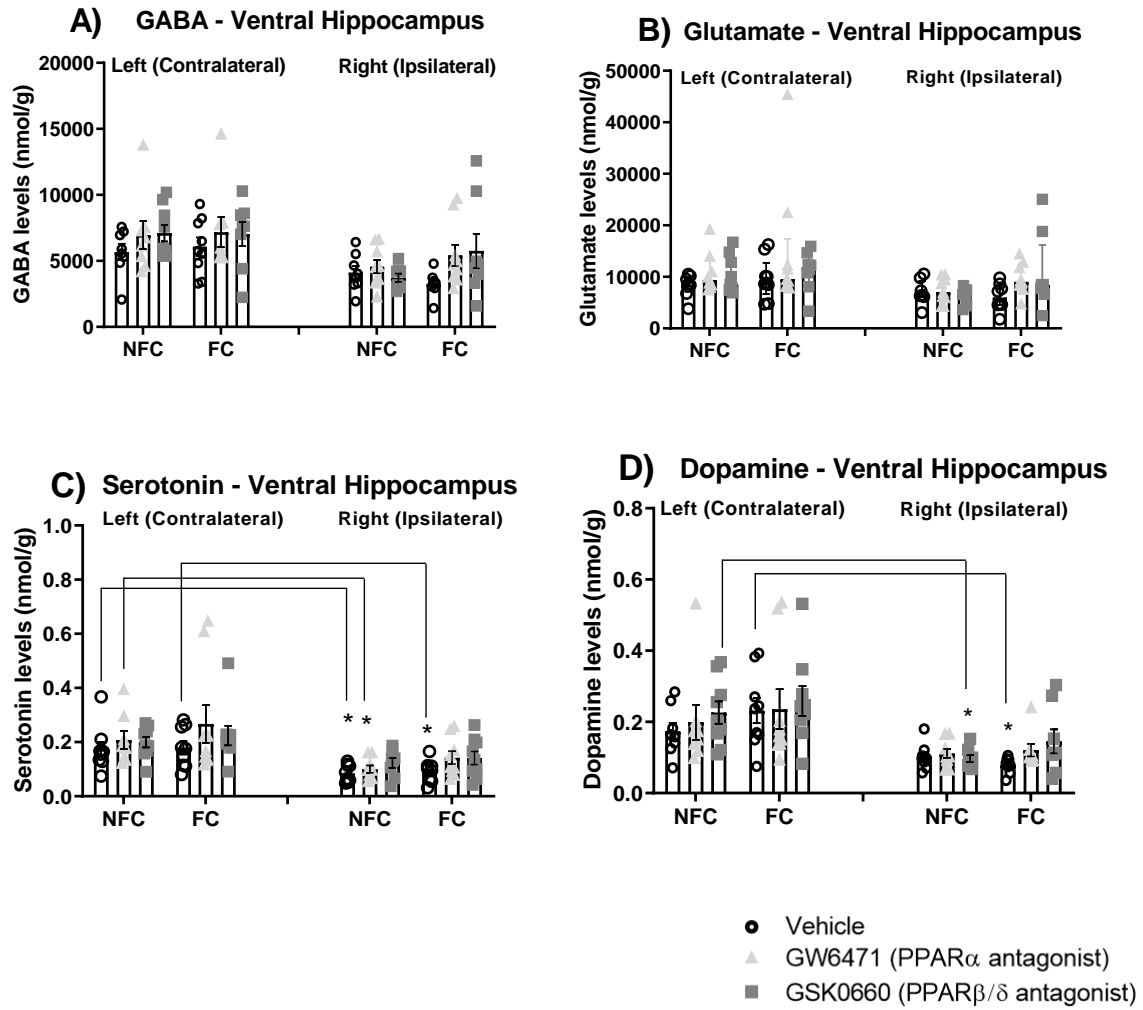 A) GABA - Ventral Hippocampus
Left (Contralateral) Right (Ipsilateral)
GABA levels (nmol/g)
20000
15000
10000
5000
0
NFC FC NFC FC
B) Glutamate - Ventral Hippocampus
Left (Contralateral) Right (Ipsilateral)
Glutamate levels (nmol/g)
50000
40000
30000
20000
10000
0
NFC FC NFC FC
C) Serotonin - Ventral Hippocampus
Left (Contralateral) Right (Ipsilateral)
Serotonin levels (nmol/g)
1.0
0.8
0.6
0.4
0.2
0.0
* * *
NFC FC NFC FC
D) Dopamine - Ventral Hippocampus
Left (Contralateral) Right (Ipsilateral)
Dopamine levels (nmol/g)
0.8
0.6
0.4
0.2
0.0
* *
NFC FC NFC FC
Vehicle
GW6471 (PPARα antagonist)
GSK0660 (PPARβ/δ antagonist)